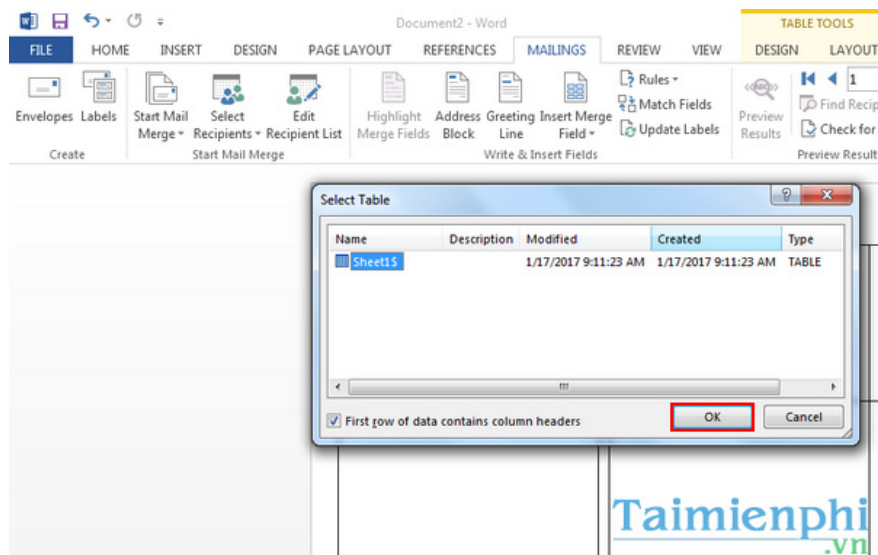 Document2 - Word
TABLE TOOLS
FILE HOME INSERT DESIGN PAGE LAYOUT REFERENCES MAILINGS REVIEW VIEW DESIGN LAYOUT
Envelopes Labels
Start Mail Merge
Select Recipients
Edit Recipient List
Highlight Merge Fields
Address Block
Greeting Line
Insert Merge Field
Rules
Match Fields
Update Labels
ABC
Preview Results
1
Find Recip
Check for
Create
Start Mail Merge
Write & Insert Fields
Preview Result
Select Table
Name Description Modified Created Type
Sheet1$ 1/17/2017 9:11:23 AM 1/17/2017 9:11:23 AM TABLE
First row of data contains column headers
OK
Cancel
Taimienphi
.vn